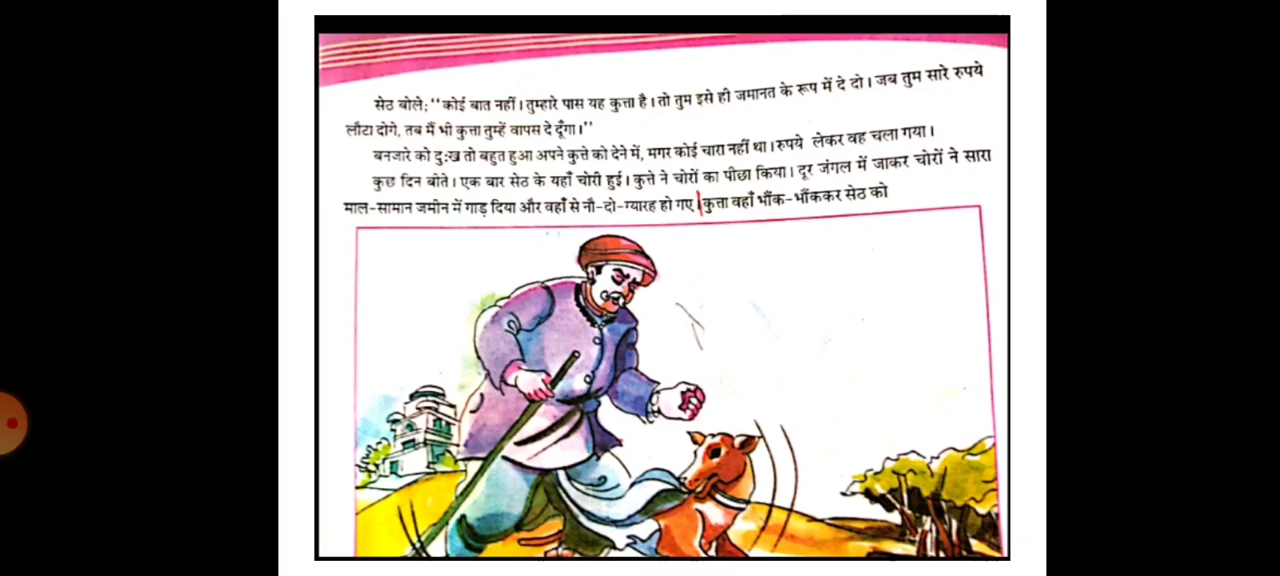 सेठ बोले; ‘‘कोई बात नहीं। तुम्हारे पास यह कुत्ता है। तो तुम इसे ही जमानत के रूप में दे दो। जब तुम सारे रुपये
लौटा दोगे, तब मैं भी कुत्ता तुम्हें वापस दे दूँगा।’’
बनजारे को दुःख तो बहुत हुआ अपने कुत्ते को देने में, मगर कोई चारा नहीं था। रुपये लेकर वह चला गया।
कुछ दिन बीते। एक बार सेठ के यहाँ चोरी हुई। कुत्ते ने चोरों का पीछा किया। दूर जंगल में जाकर चोरों ने सारा
माल-सामान जमीन में गाड़ दिया और वहाँ से नौ-दो-ग्यारह हो गए। कुत्ता वहाँ भौंक-भौंककर सेठ को